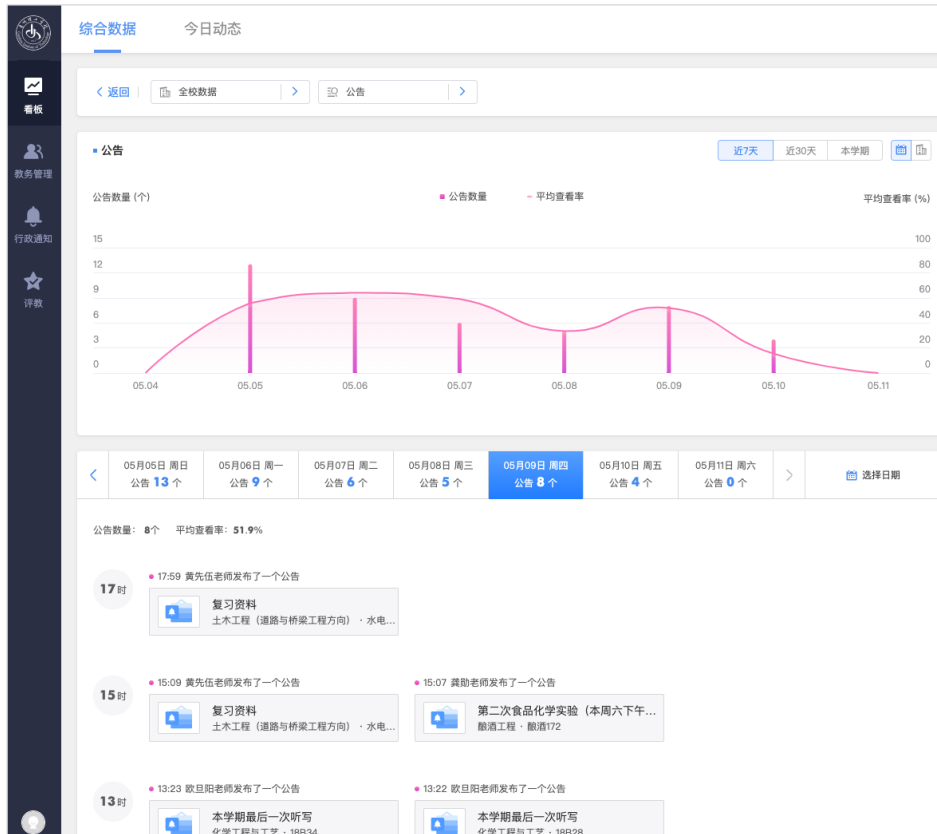 综合数据 今日动态
看板
教务管理
行政通知
评教
返回 全校数据 公告
公告 近7天 近30天 本学期
公告数量 (个) 公告数量 平均查看率 平均查看率 (%)
15 100
12 80
9 60
6 40
3 20
0 0
05.04 05.05 05.06 05.07 05.08 05.09 05.10 05.11
05月05日 周日 05月06日 周一 05月07日 周二 05月08日 周三 05月09日 周四 05月10日 周五 05月11日 周六 选择日期
公告 13 个 公告 9 个 公告 6 个 公告 5 个 公告 8 个 公告 4 个 公告 0 个
公告数量: 8个 平均查看率: 51.9%
17时
17:59 黄先伍老师发布了一个公告
复习资料
土木工程（道路与桥梁工程方向）· 水电...
15时
15:09 黄先伍老师发布了一个公告
复习资料
土木工程（道路与桥梁工程方向）· 水电...
15:07 龚勋老师发布了一个公告
第二次食品化学实验（本周六下午...
酿酒工程 · 酿酒172
13时
13:23 欧旦阳老师发布了一个公告
本学期最后一次听写
化学工程与工艺 · 18B34
13:22 欧旦阳老师发布了一个公告
本学期最后一次听写
化学工程与工艺 · 18B28